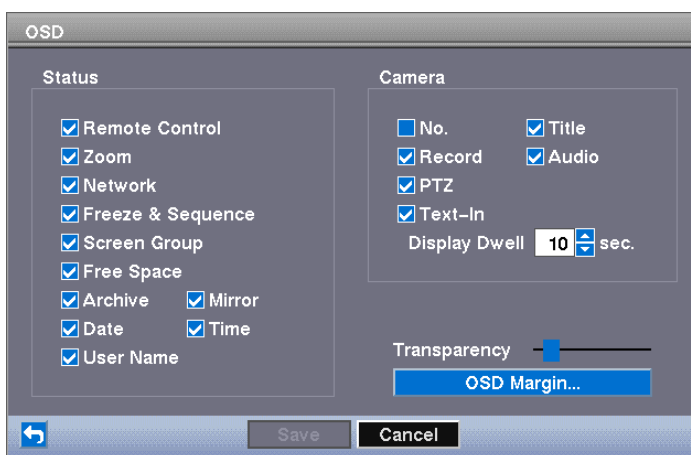 OSD
Status
Remote Control
Zoom
Network
Freeze & Sequence
Screen Group
Free Space
Archive Mirror
Date Time
User Name
Camera
No. Title
Record Audio
PTZ
Text-In
Display Dwell 10 sec.
Transparency
OSD Margin...
Save Cancel